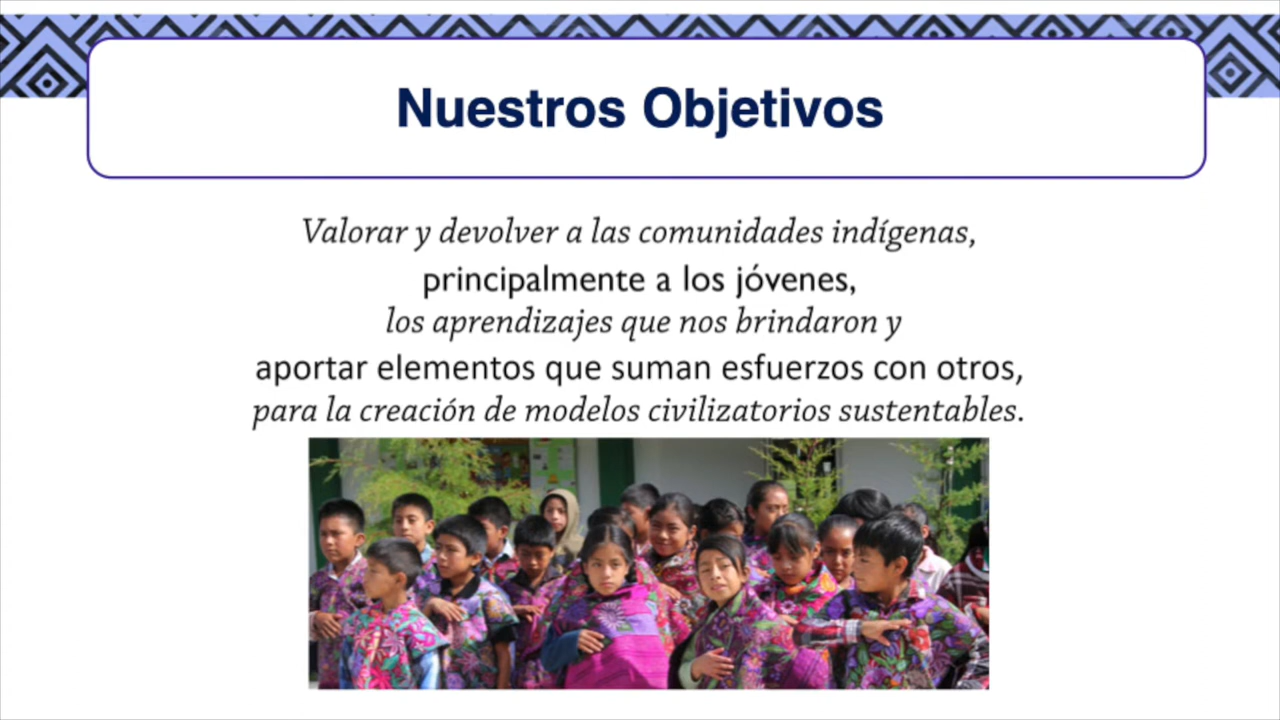 Nuestros Objetivos
Valorar y devolver a las comunidades indígenas,
principalmente a los jóvenes,
los aprendizajes que nos brindaron y
aportar elementos que suman esfuerzos con otros,
para la creación de modelos civilizatorios sustentables.